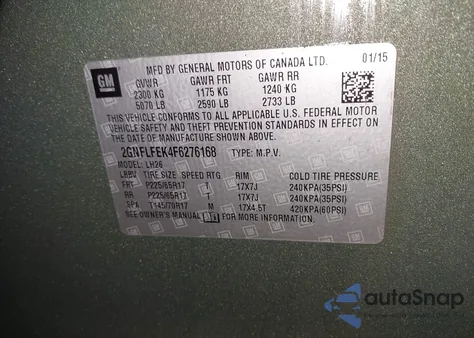 GM
MFD BY GENERAL MOTORS OF CANADA LTD. 01/15
GVWR GAWR FRT GAWR RR
2300 KG 1175 KG 1240 KG
5070 LB 2590 LB 2733 LB
THIS VEHICLE CONFORMS TO ALL APPLICABLE U.S. FEDERAL MOTOR
VEHICLE SAFETY AND THEFT PREVENTION STANDARDS IN EFFECT ON
THE DATE OF MANUFACTURE SHOWN ABOVE.
2GNFLFEK4F6276168 TYPE: M.P.V.
MODEL: LH26
TIRE SIZE SPEED RTG RIM COLD TIRE PRESSURE
FRT P225/65R17 T 17X7J 240KPA(35PSI)
RR P225/65R17 T 17X7J 240KPA(35PSI)
SPA T145/70R17 M 17X4.5T 420KPA(60PSI)
SEE OWNER'S MANUAL
autoSnap